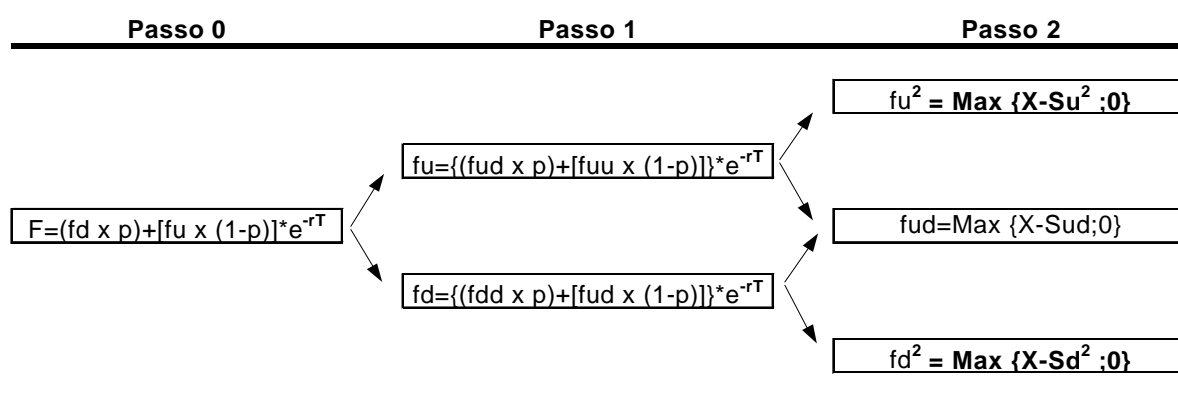 Passo 0 Passo 1 Passo 2
fu² = Max {X-Su² ;0}
fu={(fud x p)+[fuu x (1-p)]}*e⁻ʳᵀ
F=(fd x p)+[fu x (1-p)]*e⁻ʳᵀ
fud=Max {X-Sud;0}
fd={(fdd x p)+[fud x (1-p)]}*e⁻ʳᵀ
fd² = Max {X-Sd² ;0}